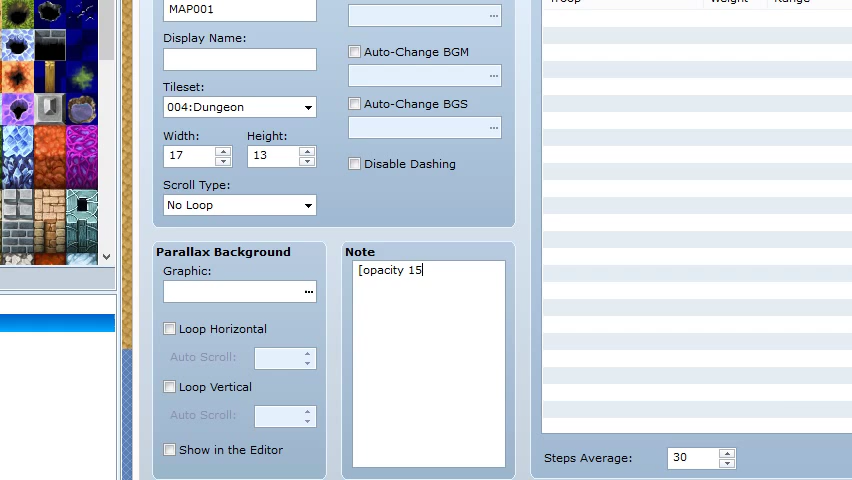 Troop Weight Range
MAP001
...
Display Name:
Auto-Change BGM
...
Tileset:
004:Dungeon
Auto-Change BGS
...
Width: Height:
17 13
Disable Dashing
Scroll Type:
No Loop
Parallax Background
Graphic:
...
Loop Horizontal
Auto Scroll:
Loop Vertical
Auto Scroll:
Show in the Editor
Note
[opacity 15
Steps Average: 30